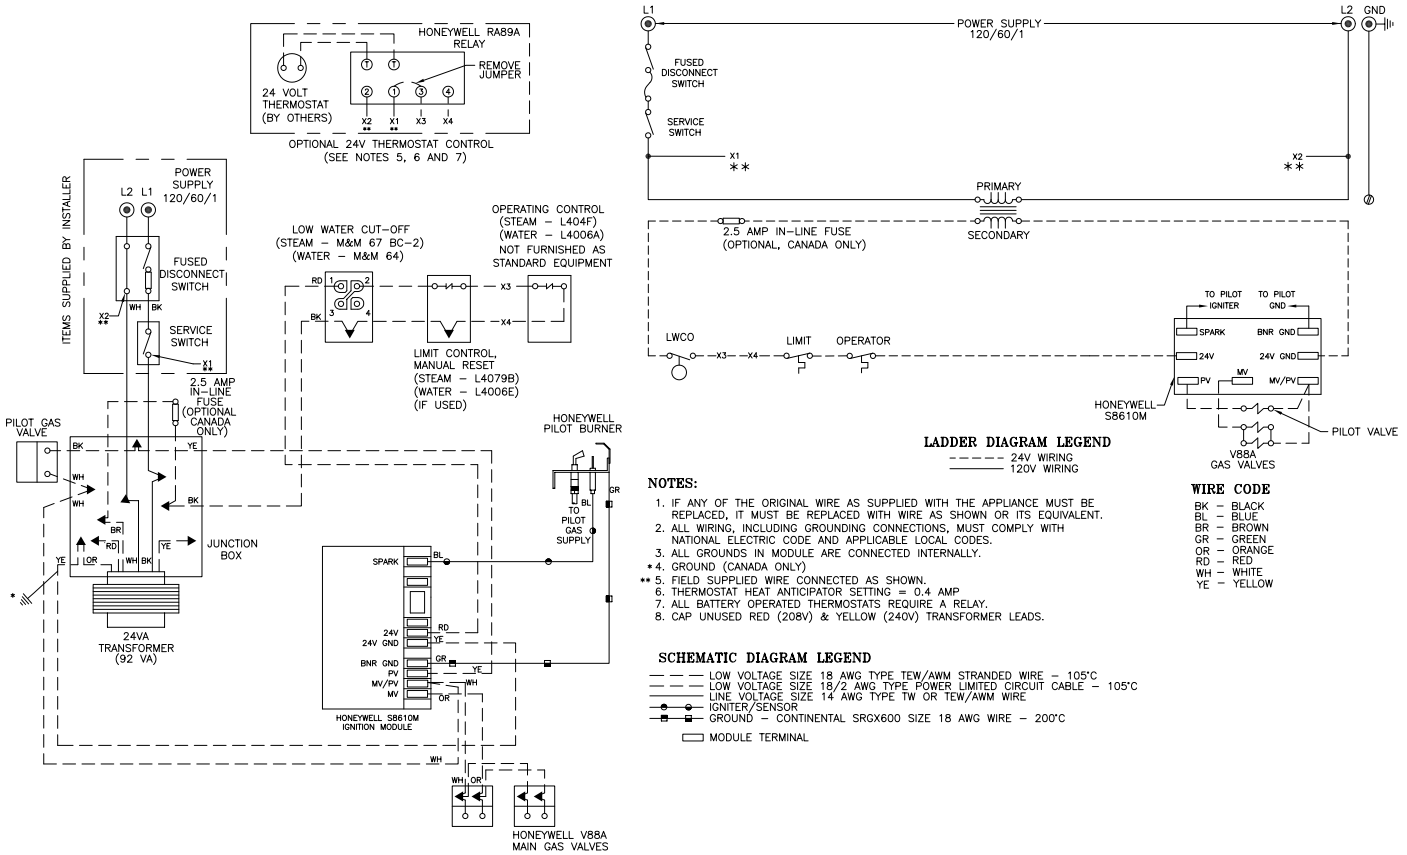 HONEYWELL RA89A
RELAY
T T
REMOVE
JUMPER
2 1 3 4
24 VOLT
THERMOSTAT
(BY OTHERS)
X2 X1 X3 X4
** **
OPTIONAL 24V THERMOSTAT CONTROL
(SEE NOTES 5, 6 AND 7)
ITEMS SUPPLIED BY INSTALLER
POWER
SUPPLY
120/60/1
L2 L1
FUSED
DISCONNECT
SWITCH
WH BK
X2
**
SERVICE
SWITCH
X1
**
2.5 AMP
IN-LINE
FUSE
(OPTIONAL
CANADA
ONLY)
LOW WATER CUT-OFF
(STEAM - M&M 67 BC-2)
(WATER - M&M 64)
RD
1 2
BK
3 4
OPERATING CONTROL
(STEAM - L404F)
(WATER - L4006A)
NOT FURNISHED AS
STANDARD EQUIPMENT
X3
X4
LIMIT CONTROL,
MANUAL RESET
(STEAM - L4079B)
(WATER - L4006E)
(IF USED)
PILOT GAS
VALVE
BK YE
WH
WH
BK
BR
RD WH BK YE
YE OR
JUNCTION
BOX
*
24VA
TRANSFORMER
(92 VA)
HONEYWELL
PILOT BURNER
GR
BL
TO
PILOT
GAS
SUPPLY
SPARK BL
24V RD
24V GND YE
BNR GND GR
PV YE
MV/PV WH
MV OR
HONEYWELL S8610M
IGNITION MODULE
WH
WH OR
HONEYWELL V88A
MAIN GAS VALVES
L1 L2 GND
POWER SUPPLY
120/60/1
FUSED
DISCONNECT
SWITCH
SERVICE
SWITCH
X1
**
X2
**
PRIMARY
SECONDARY
2.5 AMP IN-LINE FUSE
(OPTIONAL, CANADA ONLY)
LWCO
X3 X4
LIMIT OPERATOR
TO PILOT
IGNITER
TO PILOT
GND
SPARK BNR GND
24V 24V GND
PV MV MV/PV
HONEYWELL
S8610M
PILOT VALVE
V88A
GAS VALVES
LADDER DIAGRAM LEGEND
24V WIRING
120V WIRING
NOTES:
1. IF ANY OF THE ORIGINAL WIRE AS SUPPLIED WITH THE APPLIANCE MUST BE
REPLACED, IT MUST BE REPLACED WITH WIRE AS SHOWN OR ITS EQUIVALENT.
2. ALL WIRING, INCLUDING GROUNDING CONNECTIONS, MUST COMPLY WITH
NATIONAL ELECTRIC CODE AND APPLICABLE LOCAL CODES.
3. ALL GROUNDS IN MODULE ARE CONNECTED INTERNALLY.
* 4. GROUND (CANADA ONLY)
** 5. FIELD SUPPLIED WIRE CONNECTED AS SHOWN.
6. THERMOSTAT HEAT ANTICIPATOR SETTING = 0.4 AMP
7. ALL BATTERY OPERATED THERMOSTATS REQUIRE A RELAY.
8. CAP UNUSED RED (208V) & YELLOW (240V) TRANSFORMER LEADS.
WIRE CODE
BK - BLACK
BL - BLUE
BR - BROWN
GR - GREEN
OR - ORANGE
RD - RED
WH - WHITE
YE - YELLOW
SCHEMATIC DIAGRAM LEGEND
LOW VOLTAGE SIZE 18 AWG TYPE TEW/AWM STRANDED WIRE - 105°C
LOW VOLTAGE SIZE 18/2 AWG TYPE POWER LIMITED CIRCUIT CABLE - 105°C
LINE VOLTAGE SIZE 14 AWG TYPE TW OR TEW/AWM WIRE
IGNITER/SENSOR
GROUND - CONTINENTAL SRGX600 SIZE 18 AWG WIRE - 200°C
MODULE TERMINAL